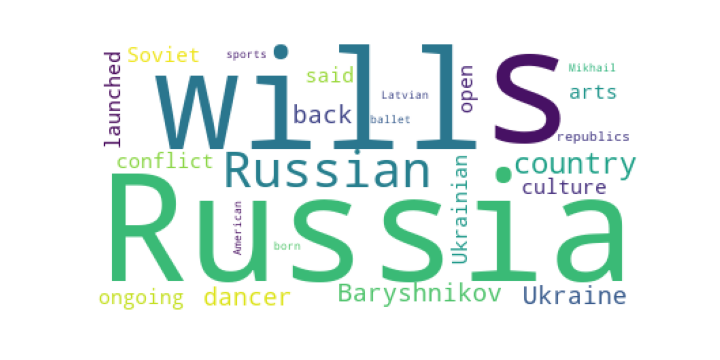 Soviet
sports
launched
will
s
said
Latvian
open
Mikhail
arts
back
ballet
republics
conflict
Russian
Ukrainian
country
culture
Russia
American
born
ongoing
dancer
Baryshnikov
Ukraine